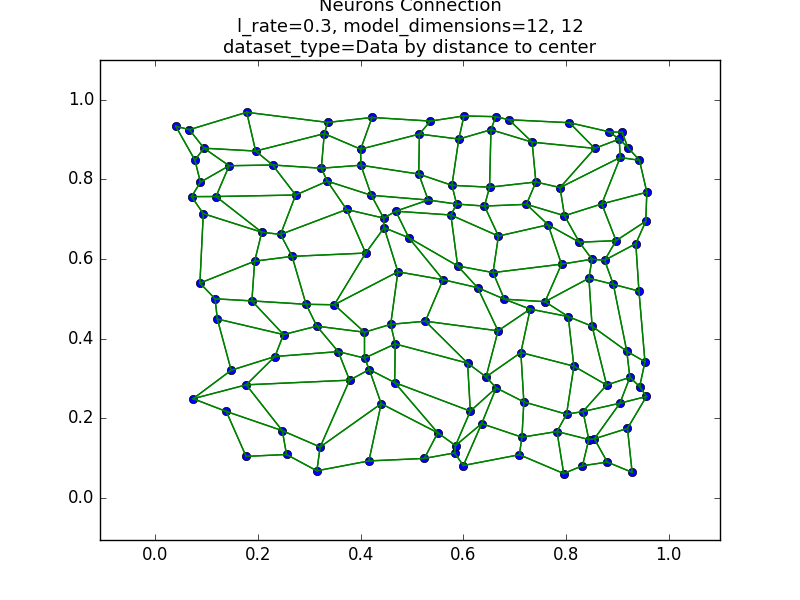 Neurons Connection
l_rate=0.3, model_dimensions=12, 12
dataset_type=Data by distance to center
1.0
0.8
0.6
0.4
0.2
0.0
0.0 0.2 0.4 0.6 0.8 1.0